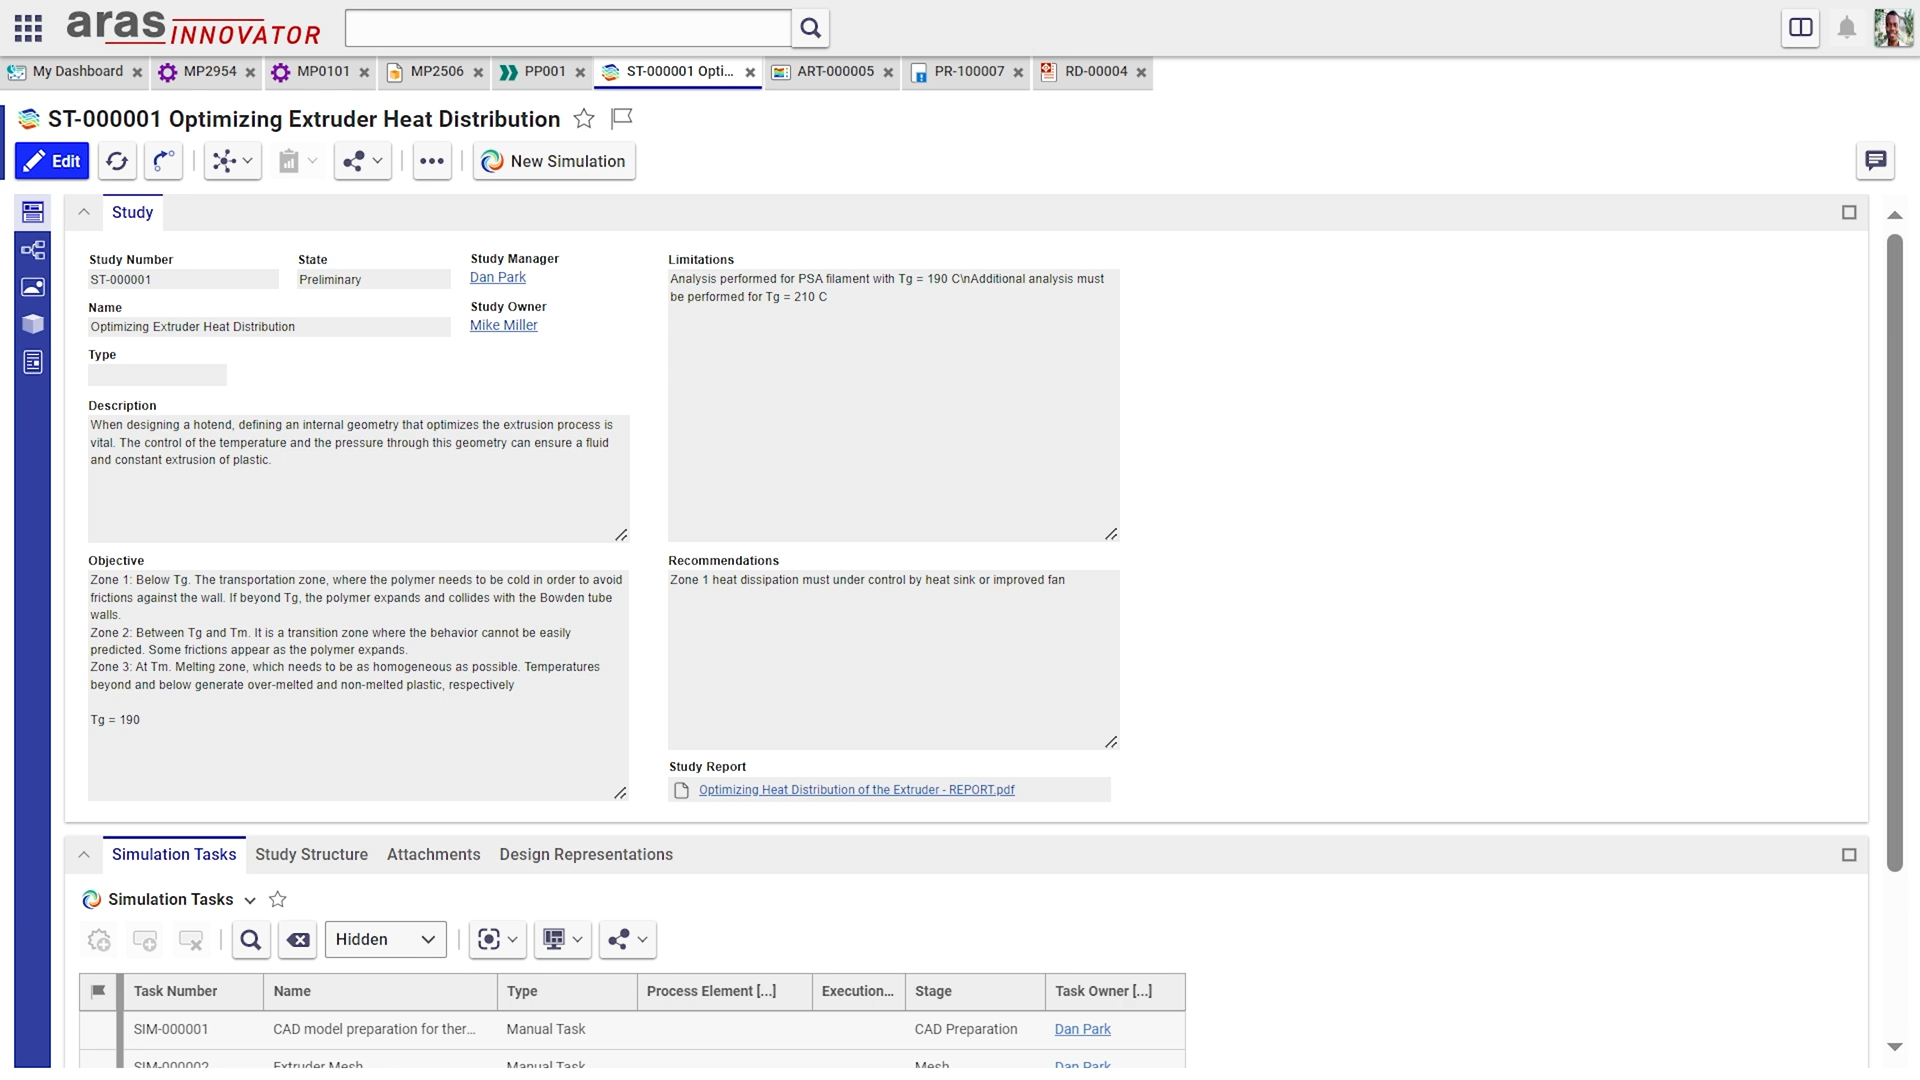 aras INNOVATOR
My Dashboard
MP2954
MP0101
MP2506
PP001
ST-000001 Opti...
ART-000005
PR-100007
RD-00004
ST-000001 Optimizing Extruder Heat Distribution
Edit
New Simulation
Study
Study Number
ST-000001
State
Preliminary
Study Manager
Dan Park
Name
Optimizing Extruder Heat Distribution
Study Owner
Mike Miller
Type
Description
When designing a hotend, defining an internal geometry that optimizes the extrusion process is
vital. The control of the temperature and the pressure through this geometry can ensure a fluid
and constant extrusion of plastic.
Objective
Zone 1: Below Tg. The transportation zone, where the polymer needs to be cold in order to avoid
frictions against the wall. If beyond Tg, the polymer expands and collides with the Bowden tube
walls.
Zone 2: Between Tg and Tm. It is a transition zone where the behavior cannot be easily
predicted. Some frictions appear as the polymer expands.
Zone 3: At Tm. Melting zone, which needs to be as homogeneous as possible. Temperatures
beyond and below generate over-melted and non-melted plastic, respectively
Tg = 190
Limitations
Analysis performed for PSA filament with Tg = 190 C\nAdditional analysis must
be performed for Tg = 210 C
Recommendations
Zone 1 heat dissipation must under control by heat sink or improved fan
Study Report
Optimizing Heat Distribution of the Extruder - REPORT.pdf
Simulation Tasks
Study Structure
Attachments
Design Representations
Simulation Tasks
Hidden
Task Number
Name
Type
Process Element [...]
Execution...
Stage
Task Owner [...]
SIM-000001
CAD model preparation for ther...
Manual Task
CAD Preparation
Dan Park
SIM-000002
Extruder Mesh
Manual Task
Mesh
Dan Park